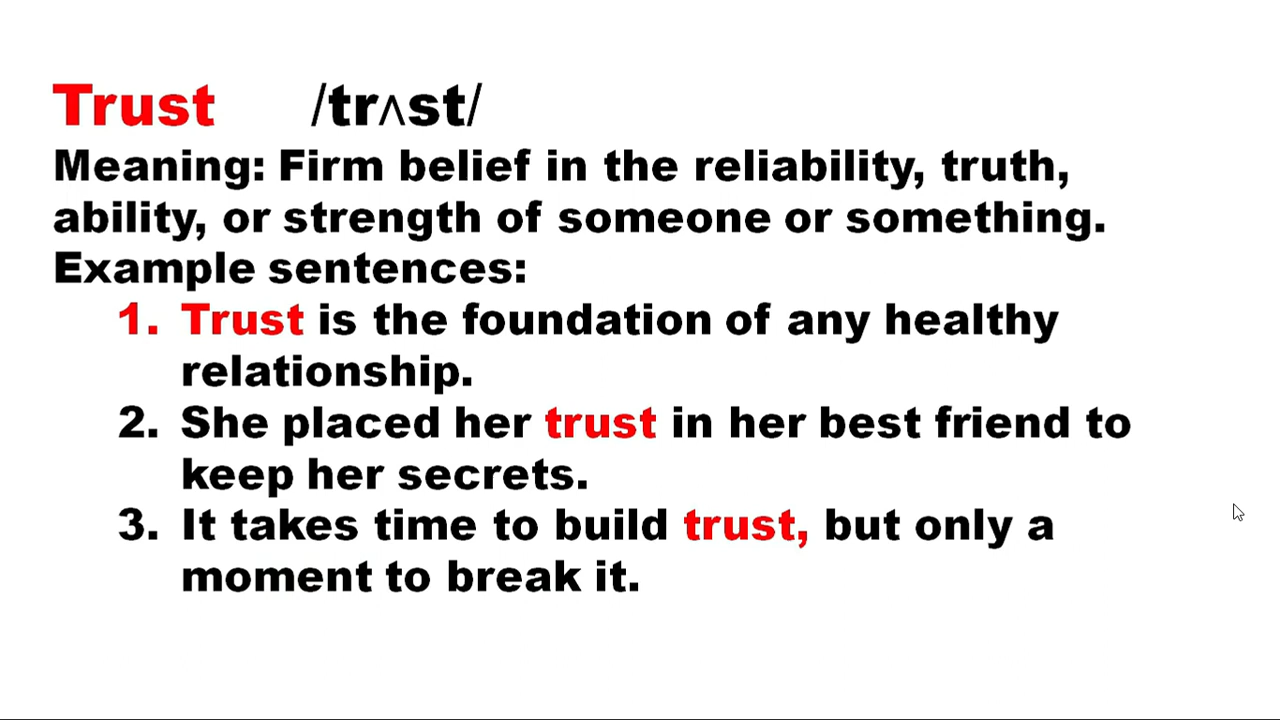 Trust /trʌst/
Meaning: Firm belief in the reliability, truth,
ability, or strength of someone or something.
Example sentences:
1. Trust is the foundation of any healthy
relationship.
2. She placed her trust in her best friend to
keep her secrets.
3. It takes time to build trust, but only a
moment to break it.